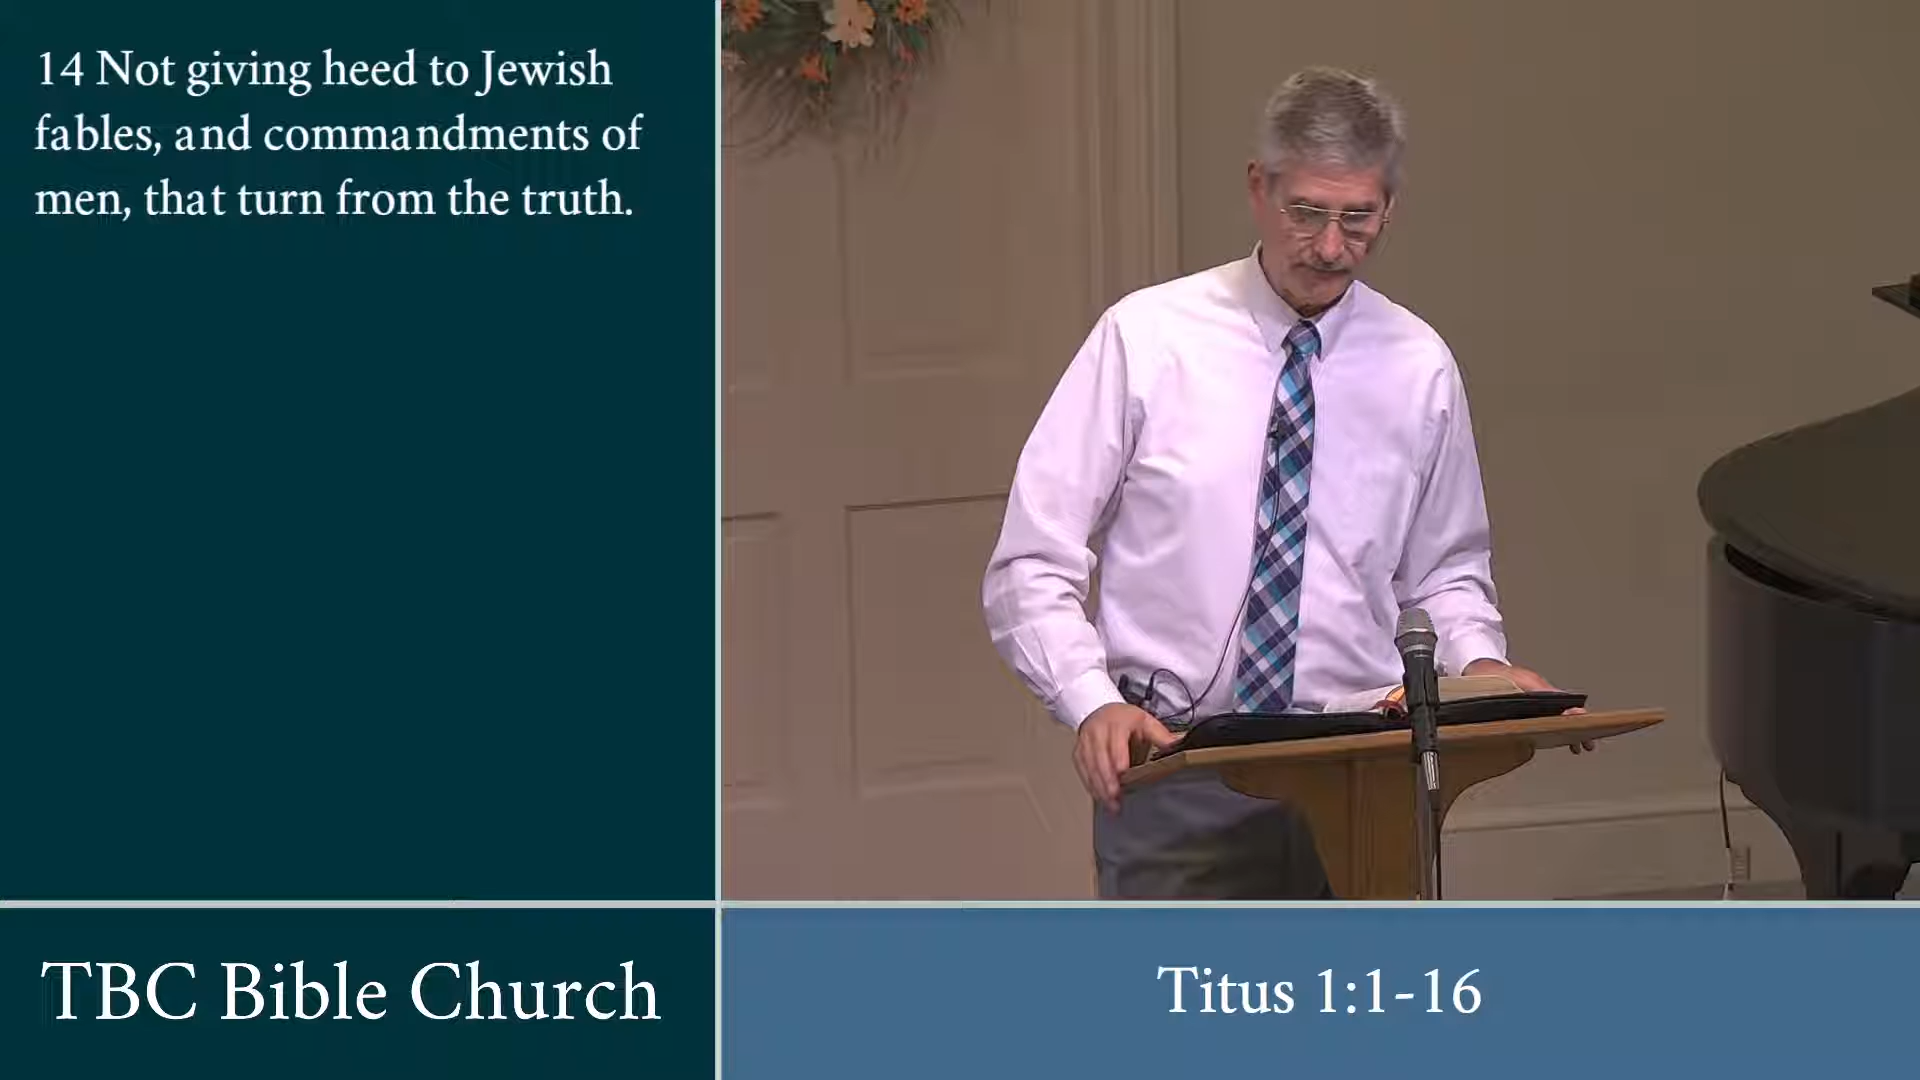 14 Not giving heed to Jewish
fables, and commandments of
men, that turn from the truth.
TBC Bible Church
Titus 1:1-16